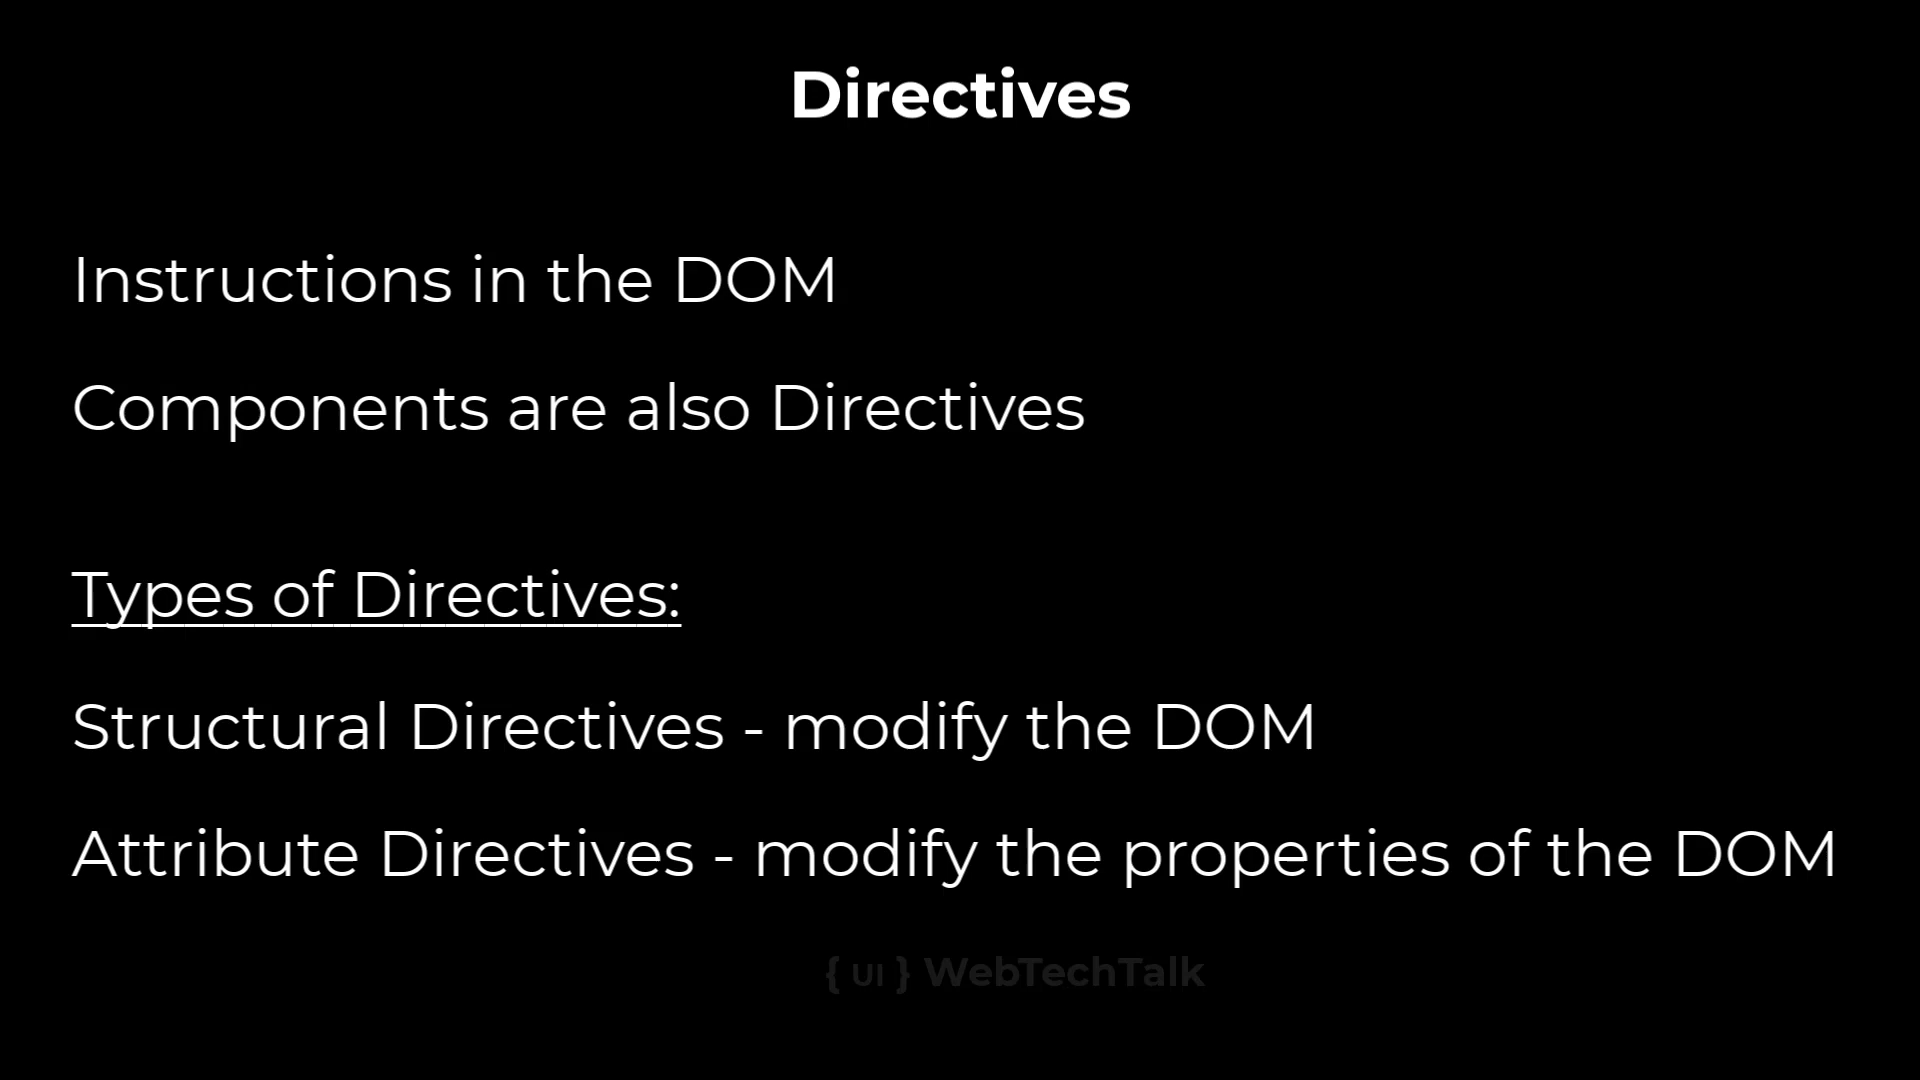 Directives
Instructions in the DOM
Components are also Directives
Types of Directives:
Structural Directives - modify the DOM
Attribute Directives - modify the properties of the DOM
{ UI } WebTechTalk